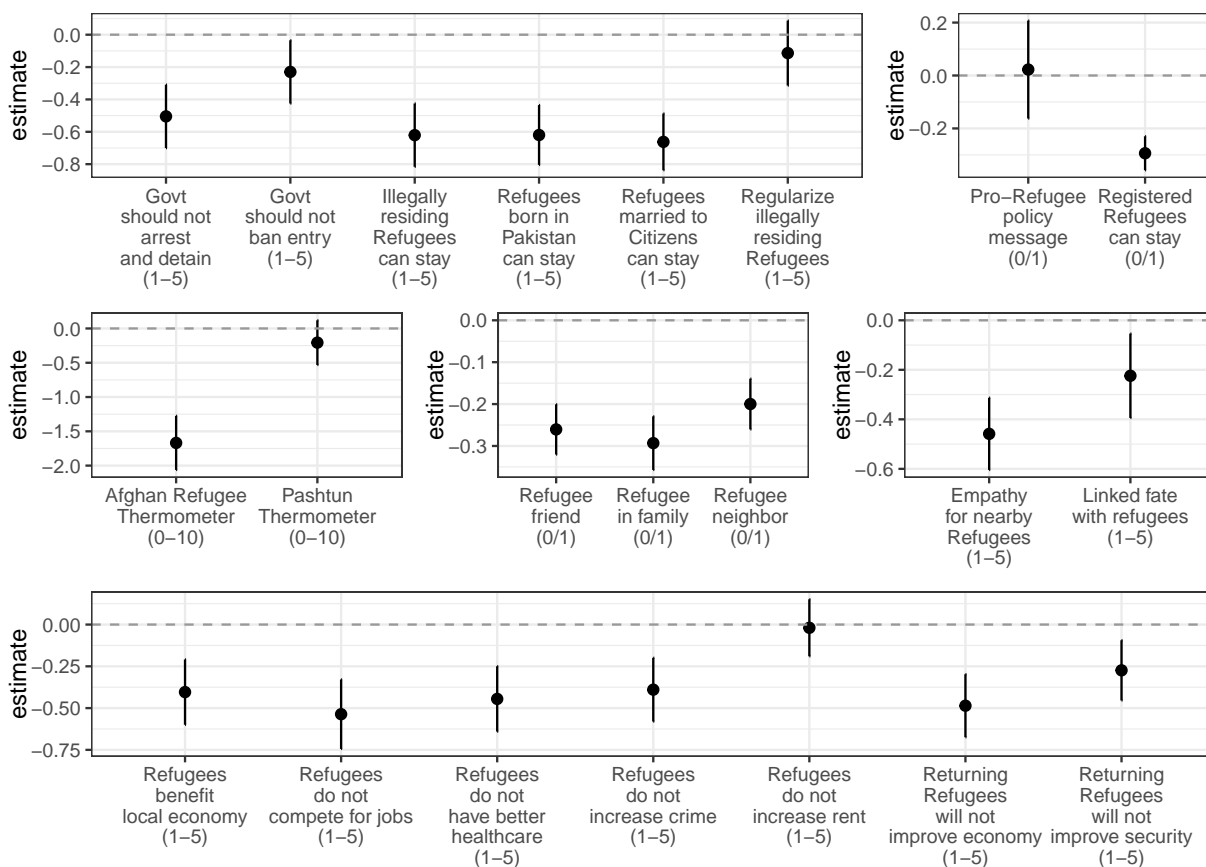 estimate
0.0
−0.2
−0.4
−0.6
−0.8
Govt
should not
arrest
and detain
(1−5)
Govt
should not
ban entry
(1−5)
Illegally
residing
Refugees
can stay
(1−5)
Refugees
born in
Pakistan
can stay
(1−5)
Refugees
married to
Citizens
can stay
(1−5)
Regularize
illegally
residing
Refugees
(1−5)
estimate
0.2
0.0
−0.2
Pro−Refugee
policy
message
(0/1)
Registered
Refugees
can stay
(0/1)
estimate
0.0
−0.5
−1.0
−1.5
−2.0
Afghan Refugee
Thermometer
(0−10)
Pashtun
Thermometer
(0−10)
estimate
0.0
−0.1
−0.2
−0.3
Refugee
friend
(0/1)
Refugee
in family
(0/1)
Refugee
neighbor
(0/1)
estimate
0.0
−0.2
−0.4
−0.6
Empathy
for nearby
Refugees
(1−5)
Linked fate
with refugees
(1−5)
estimate
0.00
−0.25
−0.50
−0.75
Refugees
benefit
local economy
(1−5)
Refugees
do not
compete for jobs
(1−5)
Refugees
do not
have better
healthcare
(1−5)
Refugees
do not
increase crime
(1−5)
Refugees
do not
increase rent
(1−5)
Returning
Refugees
will not
improve economy
(1−5)
Returning
Refugees
will not
improve security
(1−5)